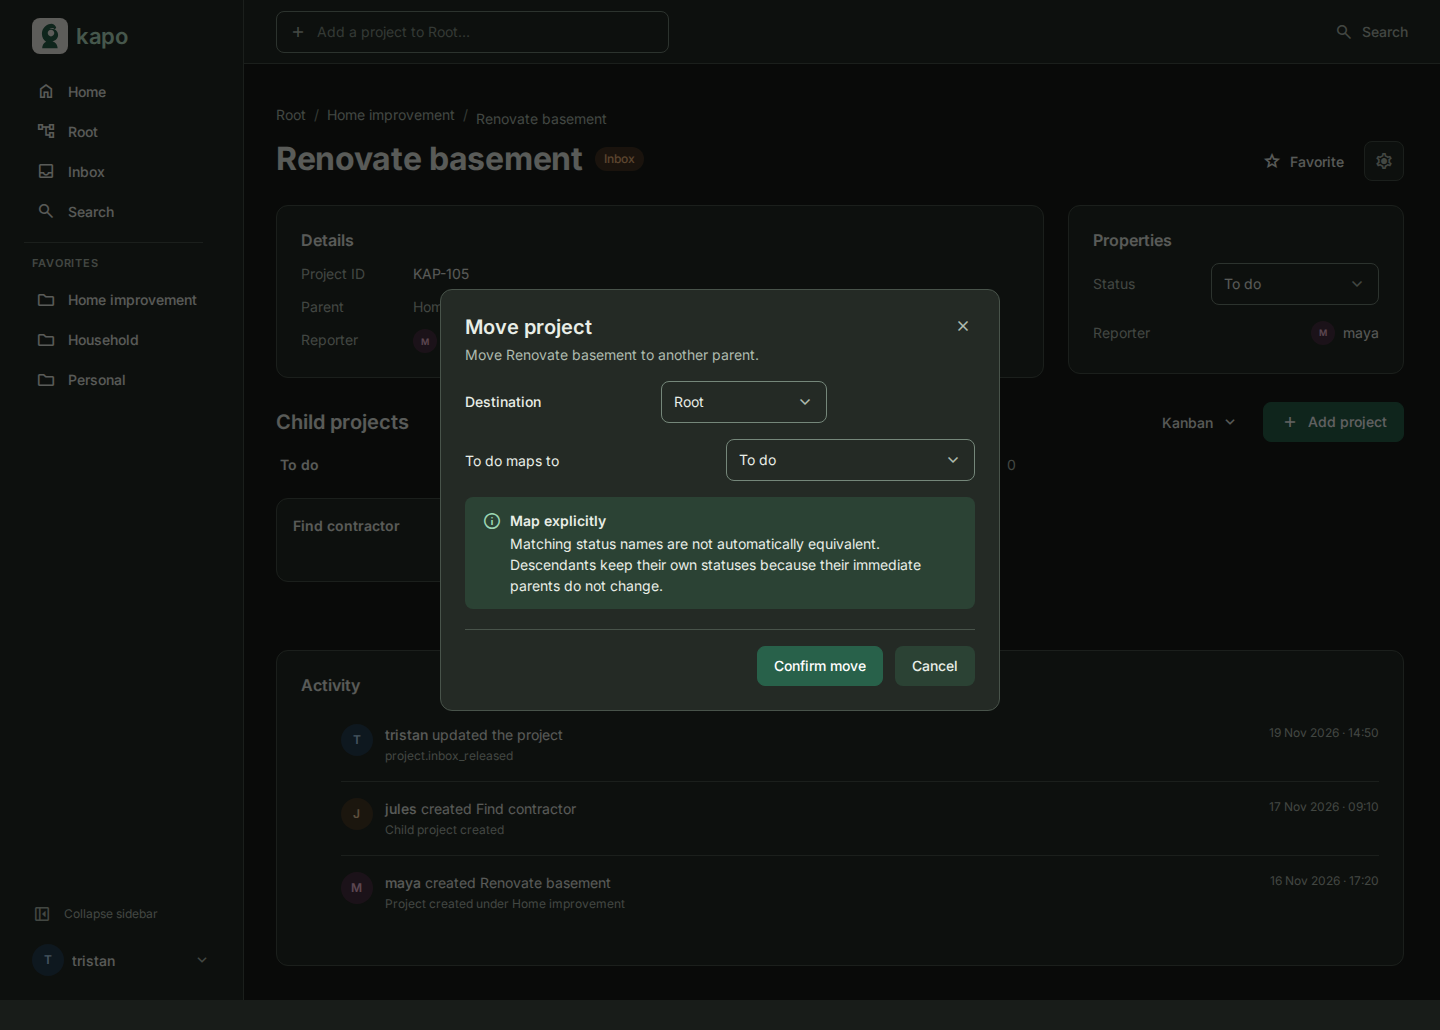 kapo
Add a project to Root...
Search
Home
Root
Inbox
Search
FAVORITES
Home improvement
Household
Personal
Collapse sidebar
T
tristan
Root / Home improvement / Renovate basement
Renovate basement
Inbox
Favorite
Details
Project ID
KAP-105
Parent
Hom
Reporter
M
Properties
Status
To do
Reporter
M
maya
Child projects
Kanban
Add project
To do
0
Find contractor
Move project
Move Renovate basement to another parent.
Destination
Root
To do maps to
To do
Map explicitly
Matching status names are not automatically equivalent.
Descendants keep their own statuses because their immediate
parents do not change.
Confirm move
Cancel
Activity
T
tristan updated the project
19 Nov 2026 · 14:50
project.inbox_released
J
jules created Find contractor
17 Nov 2026 · 09:10
Child project created
M
maya created Renovate basement
16 Nov 2026 · 17:20
Project created under Home improvement